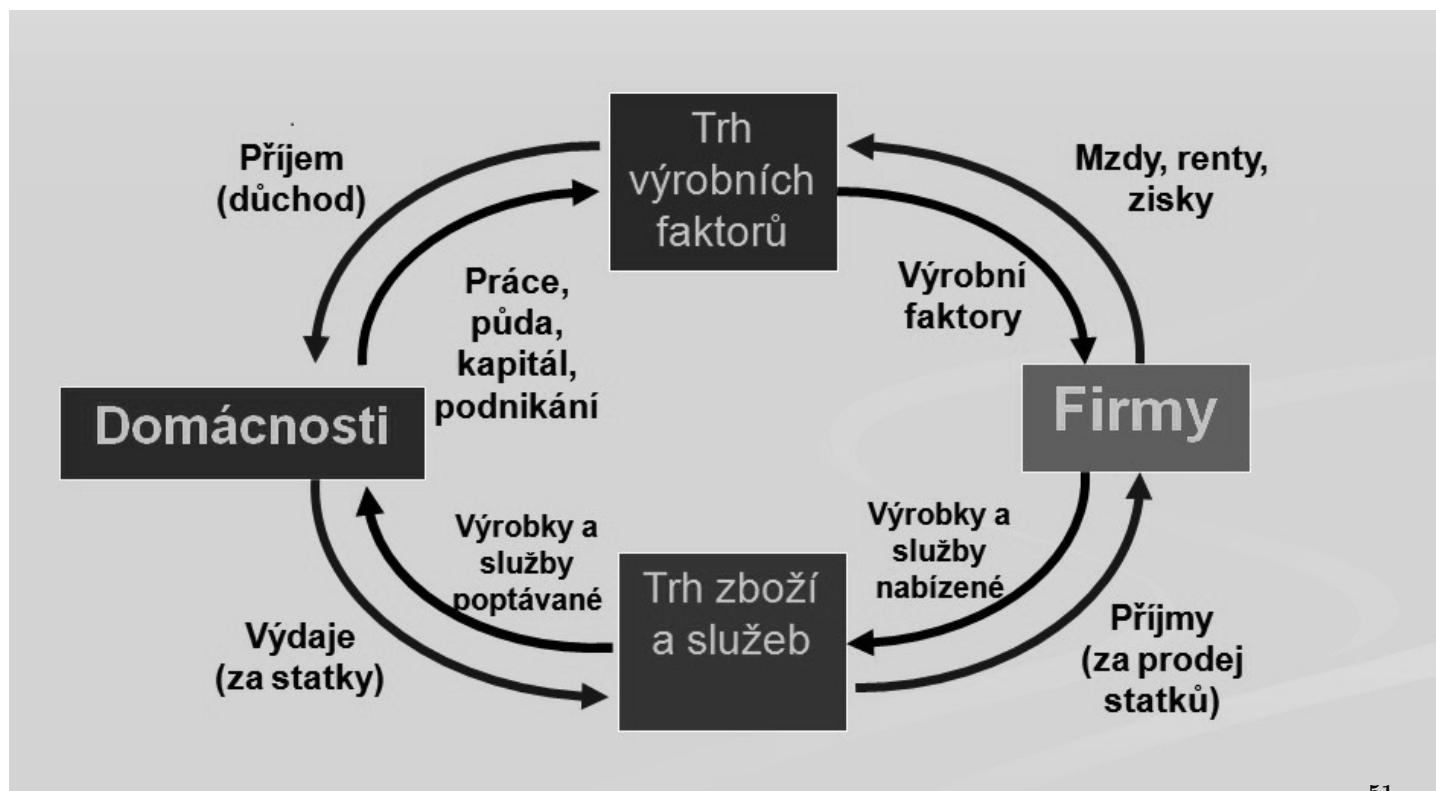 Trh
výrobních
faktorů
Příjem
(důchod)
Mzdy, renty,
zisky
Práce,
půda,
kapitál,
podnikání
Výrobní
faktory
Domácnosti
Firmy
Výrobky a
služby
poptávané
Výrobky a
služby
nabízené
Trh zboží
a služeb
Výdaje
(za statky)
Příjmy
(za prodej
statků)
51